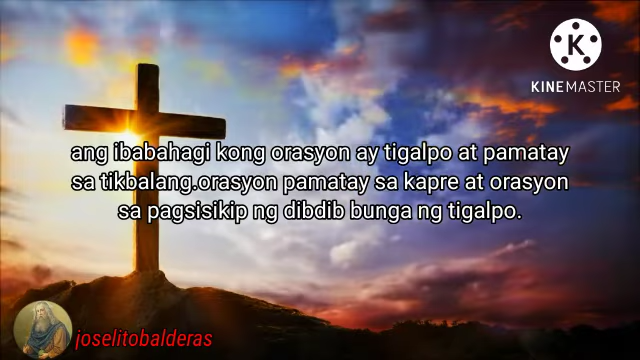 KINEMASTER
ang ibabahagi kong orasyon ay tigalpo at pamatay
sa tikbalang.orasyon pamatay sa kapre at orasyon
sa pagsisikip ng dibdib bunga ng tigalpo.
joselitobalderas